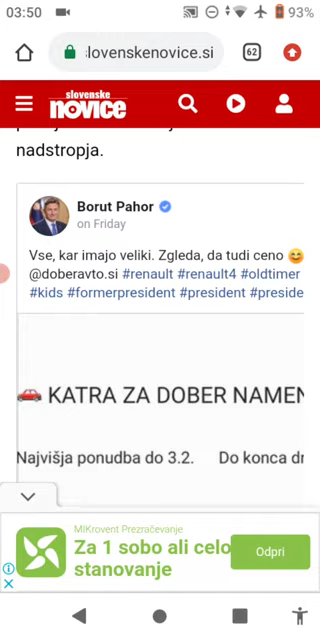 03:50 93%
slovenskenovice.si 62
slovenske
novice
nadstropja.
Borut Pahor
on Friday
Vse, kar imajo veliki. Zgleda, da tudi ceno 😊
@doberavto.si #renault #renault4 #oldtimer
#kids #formerpresident #president #preside
🚗 KATRA ZA DOBER NAMEN
Najvišja ponudba do 3.2. Do konca dr
MIKrovent Prezračevanje
Za 1 sobo ali celo
stanovanje
Odpri